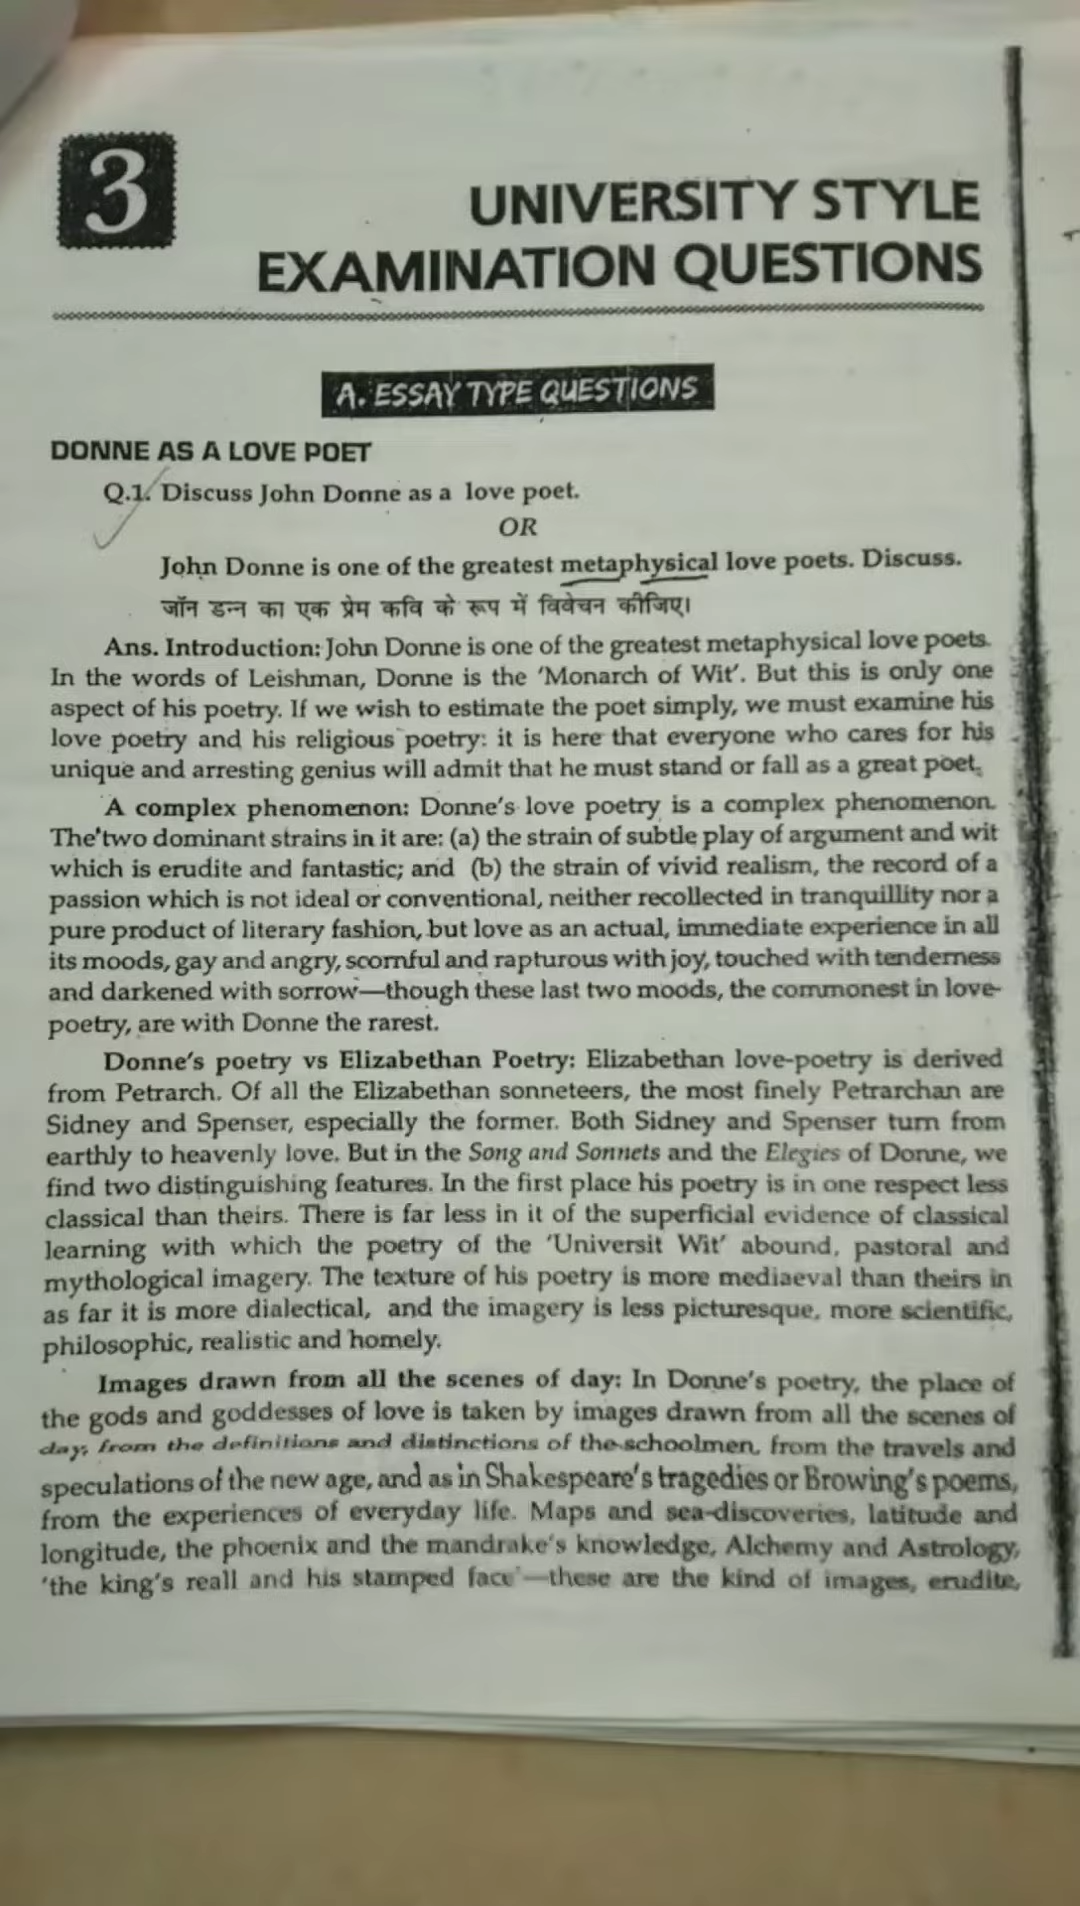 3
UNIVERSITY STYLE
EXAMINATION QUESTIONS
A. ESSAY TYPE QUESTIONS
DONNE AS A LOVE POET
Q.1. Discuss John Donne as a love poet.
OR
John Donne is one of the greatest metaphysical love poets. Discuss.
जॉन डन्न का एक प्रेम कवि के रूप में विवेचन कीजिए।
Ans. Introduction: John Donne is one of the greatest metaphysical love poets.
In the words of Leishman, Donne is the 'Monarch of Wit'. But this is only one
aspect of his poetry. If we wish to estimate the poet simply, we must examine his
love poetry and his religious poetry: it is here that everyone who cares for his
unique and arresting genius will admit that he must stand or fall as a great poet.
A complex phenomenon: Donne's love poetry is a complex phenomenon.
The two dominant strains in it are: (a) the strain of subtle play of argument and wit
which is erudite and fantastic; and (b) the strain of vivid realism, the record of a
passion which is not ideal or conventional, neither recollected in tranquillity nor a
pure product of literary fashion, but love as an actual, immediate experience in all
its moods, gay and angry, scornful and rapturous with joy, touched with tenderness
and darkened with sorrow—though these last two moods, the commonest in love-
poetry, are with Donne the rarest.
Donne's poetry vs Elizabethan Poetry: Elizabethan love-poetry is derived
from Petrarch. Of all the Elizabethan sonneteers, the most finely Petrarchan are
Sidney and Spenser, especially the former. Both Sidney and Spenser turn from
earthly to heavenly love. But in the Song and Sonnets and the Elegies of Donne, we
find two distinguishing features. In the first place his poetry is in one respect less
classical than theirs. There is far less in it of the superficial evidence of classical
learning with which the poetry of the 'Universit Wit' abound, pastoral and
mythological imagery. The texture of his poetry is more mediaeval than theirs in
as far it is more dialectical, and the imagery is less picturesque, more scientific,
philosophic, realistic and homely.
Images drawn from all the scenes of day: In Donne's poetry, the place of
the gods and goddesses of love is taken by images drawn from all the scenes of
day, from the definitions and distinctions of the schoolmen, from the travels and
speculations of the new age, and as in Shakespeare's tragedies or Browing's poems,
from the experiences of everyday life. Maps and sea-discoveries, latitude and
longitude, the phoenix and the mandrake's knowledge, Alchemy and Astrology,
'the king's reall and his stamped face'—these are the kind of images, erudite,